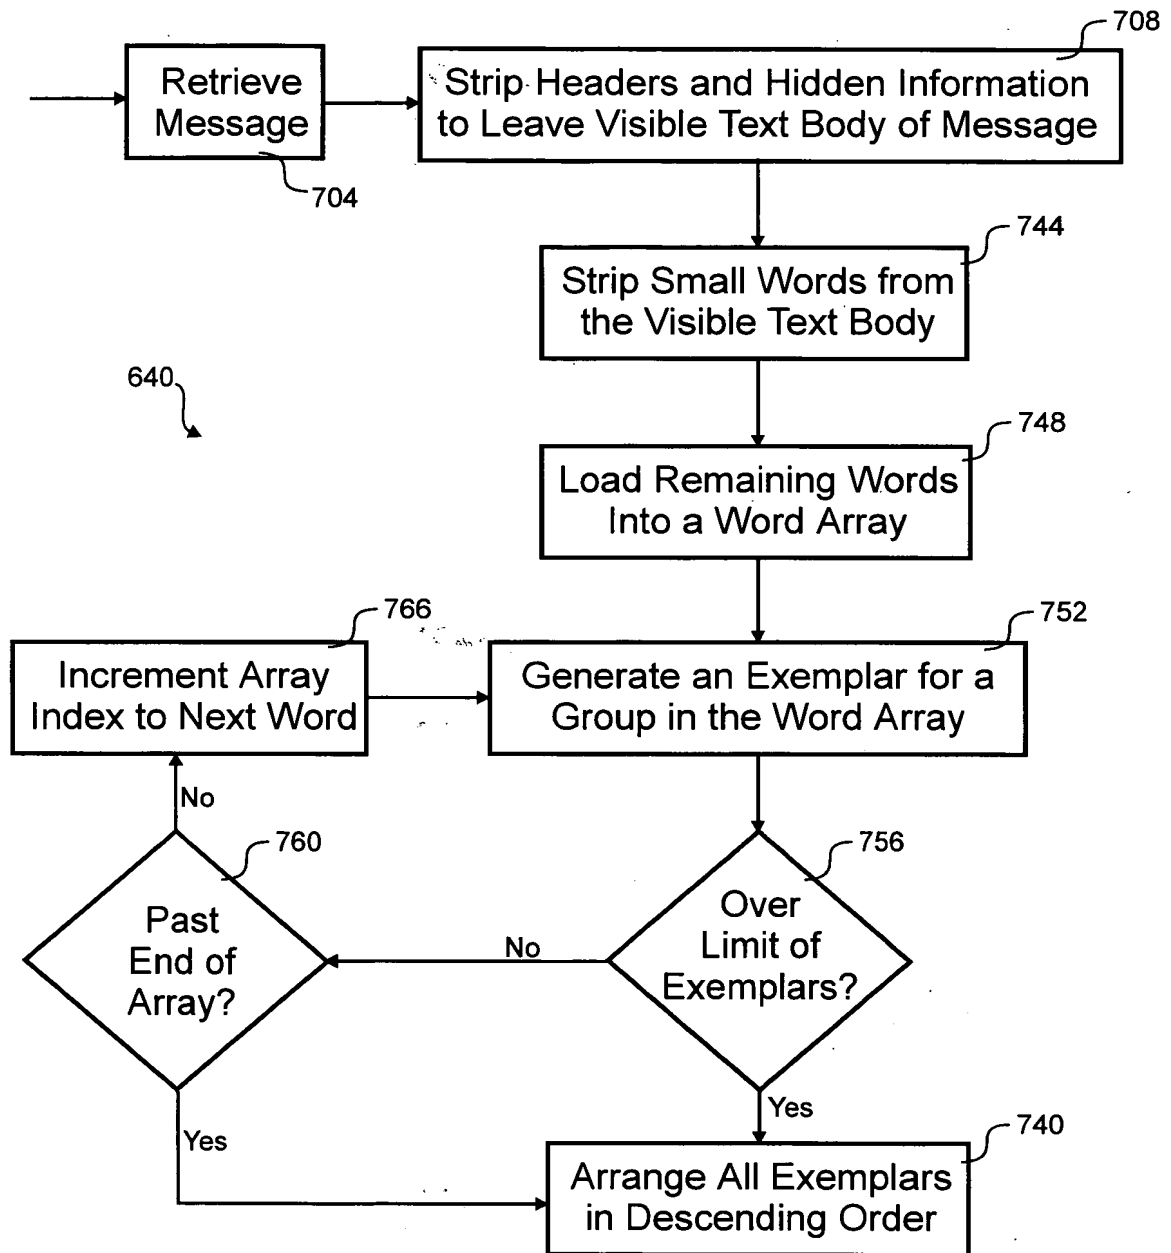 708
Retrieve
Message
Strip Headers and Hidden Information
to Leave Visible Text Body of Message
704
744
Strip Small Words from
the Visible Text Body
640
748
Load Remaining Words
Into a Word Array
766
752
Increment Array
Index to Next Word
Generate an Exemplar for a
Group in the Word Array
No
760
756
Past
End of
Array?
No
Over
Limit of
Exemplars?
Yes
Yes
740
Arrange All Exemplars
in Descending Order